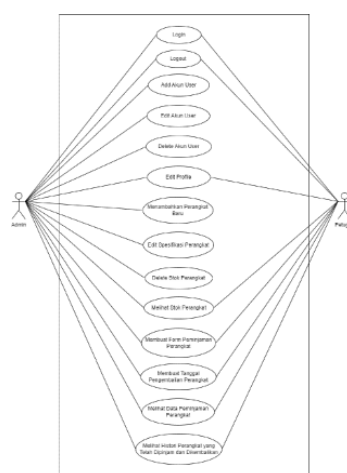 Login
Logout
Add Akun User
Edit Akun User
Delete Akun User
Edit Profile
Admin
Menambahkan Perangkat
Baru
Edit Spesifikasi Perangkat
Delete Stok Perangkat
Melihat Stok Perangkat
Membuat Form Peminjaman
Perangkat
Membuat Tanggal
Pengembalian Perangkat
Melihat Data Peminjaman
Perangkat
Melihat History Perangkat yang
Telah Dipinjam dan Dikembalikan